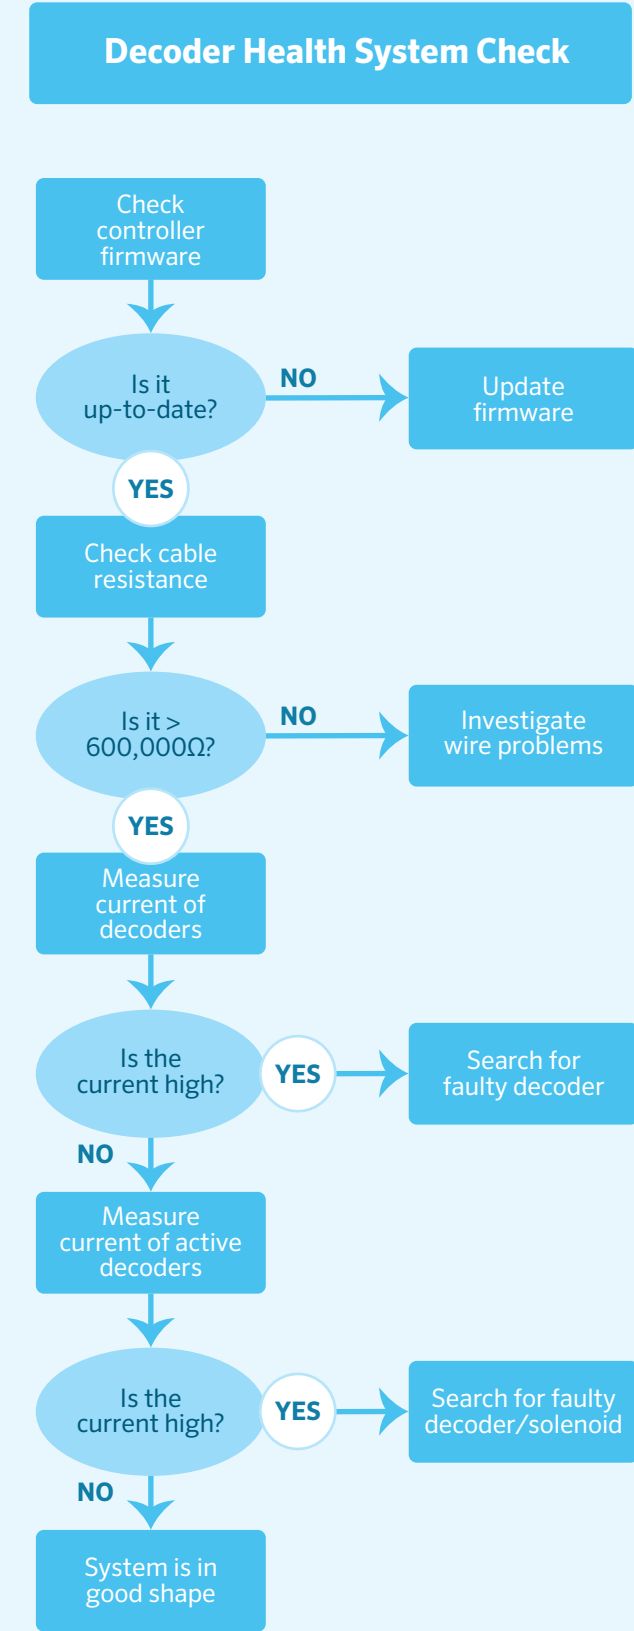 Decoder Health System Check
Check
controller
firmware
Is it
up-to-date?
NO
Update
firmware
YES
Check cable
resistance
Is it >
600,000Ω?
NO
Investigate
wire problems
YES
Measure
current of
decoders
Is the
current high?
YES
Search for
faulty decoder
NO
Measure
current of active
decoders
Is the
current high?
YES
Search for faulty
decoder/solenoid
NO
System is in
good shape